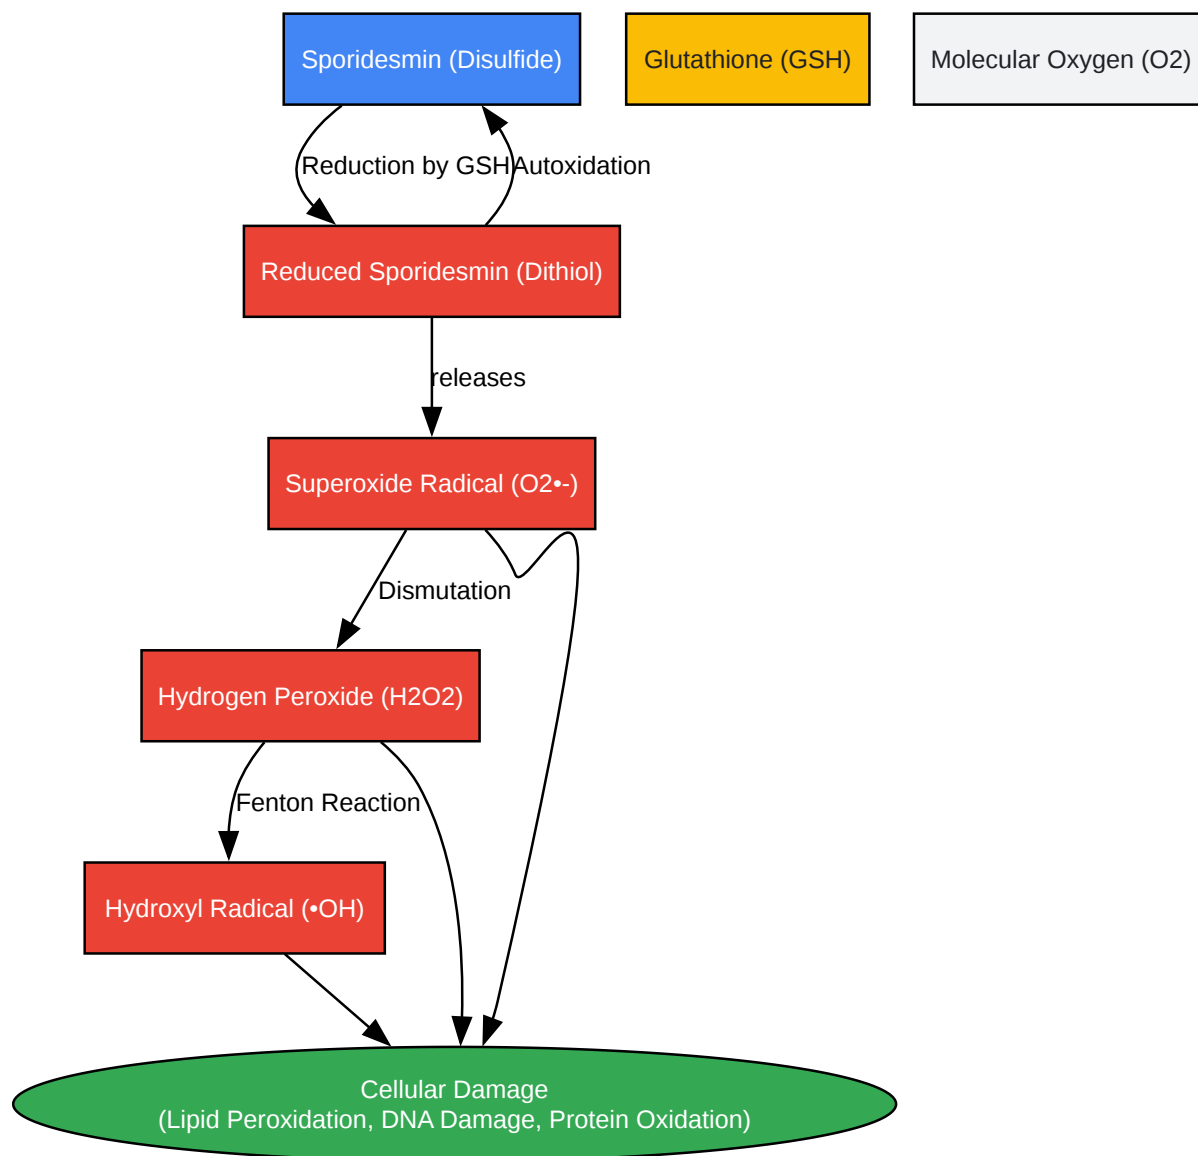 Sporidesmin (Disulfide)
Glutathione (GSH)
Molecular Oxygen (O2)
Reduction by GSH
Autoxidation
Reduced Sporidesmin (Dithiol)
releases
Superoxide Radical (O2•-)
Dismutation
Hydrogen Peroxide (H2O2)
Fenton Reaction
Hydroxyl Radical (•OH)
Cellular Damage
(Lipid Peroxidation, DNA Damage, Protein Oxidation)